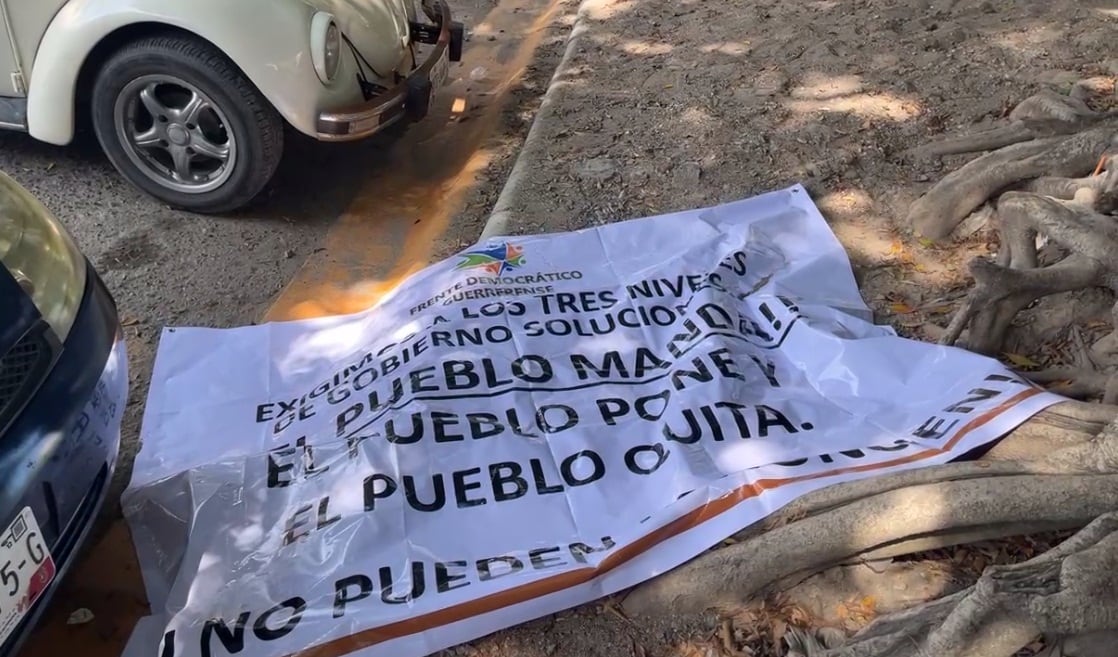 FRENTE DEMOCRÁTICO
GUERRERENSE
EXIGIMOS A LOS TRES NIVELES
DE GOBIERNO
EL PUEBLO MANDA!!
EL PUEBLO PONE Y
EL PUEBLO QUITA.
NO PUEDEN
5-G